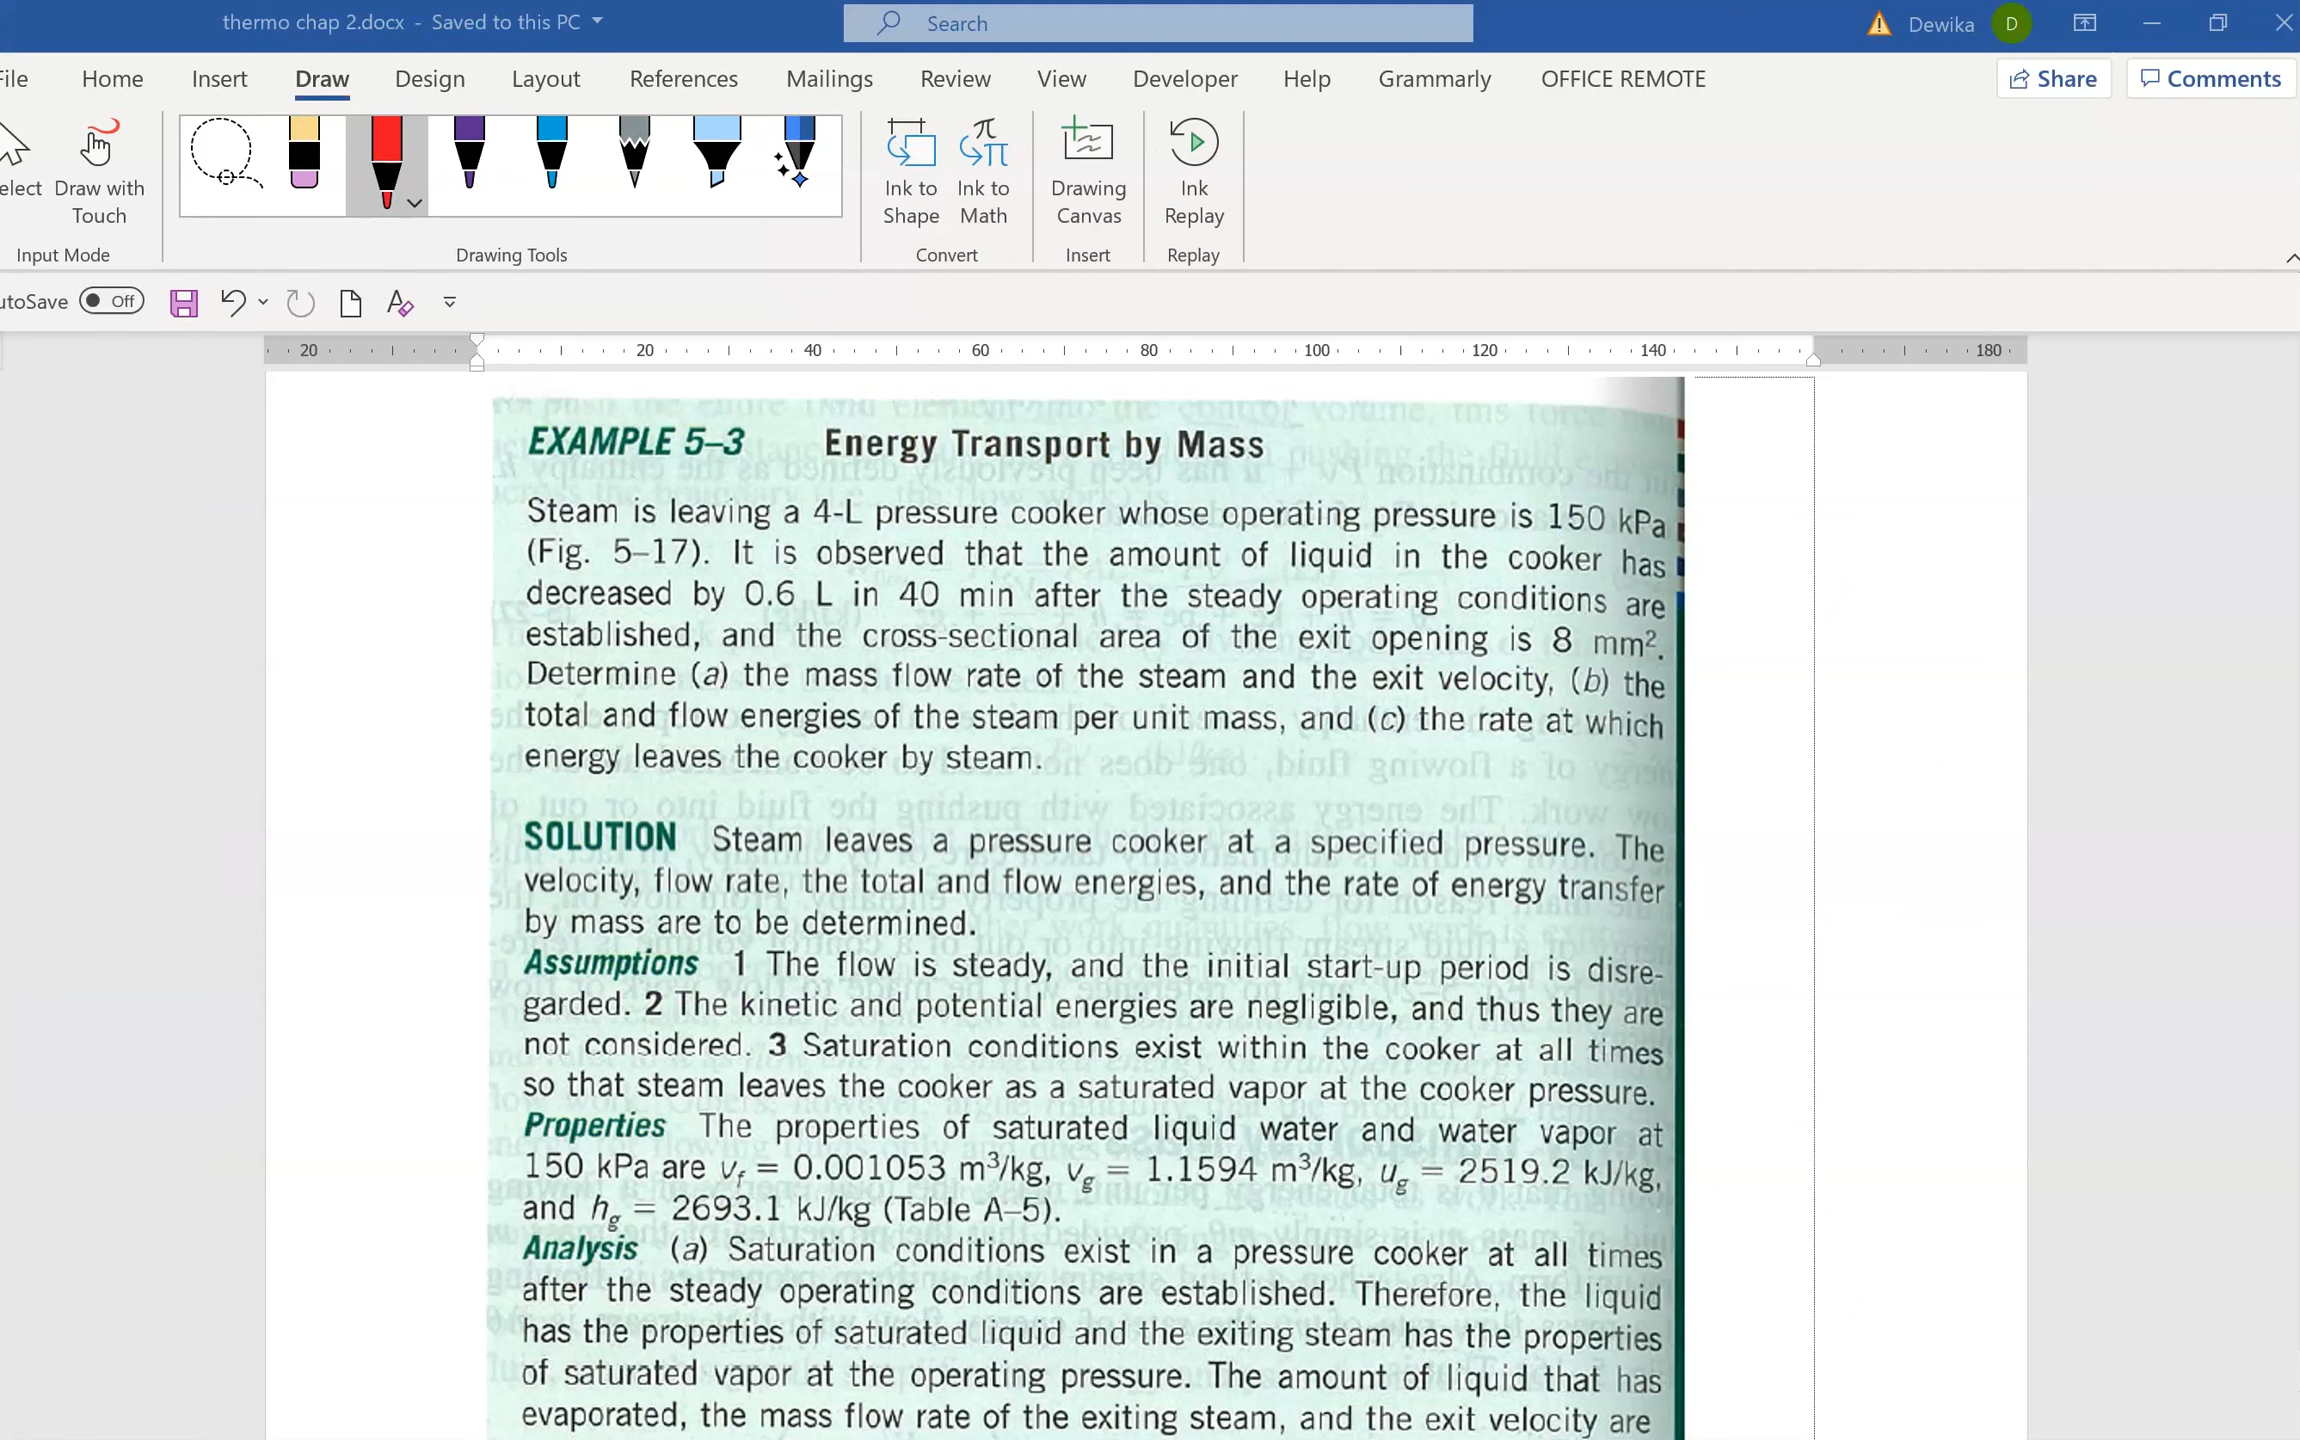 thermo chap 2.docx - Saved to this PC
Search
Dewika
D
File Home Insert Draw Design Layout References Mailings Review View Developer Help Grammarly OFFICE REMOTE
Share
Comments
Select
Draw with
Touch
Ink to
Shape
Ink to
Math
Drawing
Canvas
Ink
Replay
Input Mode
Drawing Tools
Convert
Insert
Replay
utoSave Off
20 20 40 60 80 100 120 140 180
EXAMPLE 5–3 Energy Transport by Mass
Steam is leaving a 4-L pressure cooker whose operating pressure is 150 kPa
(Fig. 5–17). It is observed that the amount of liquid in the cooker has
decreased by 0.6 L in 40 min after the steady operating conditions are
established, and the cross-sectional area of the exit opening is 8 mm².
Determine (a) the mass flow rate of the steam and the exit velocity, (b) the
total and flow energies of the steam per unit mass, and (c) the rate at which
energy leaves the cooker by steam.
SOLUTION Steam leaves a pressure cooker at a specified pressure. The
velocity, flow rate, the total and flow energies, and the rate of energy transfer
by mass are to be determined.
Assumptions 1 The flow is steady, and the initial start-up period is disre-
garded. 2 The kinetic and potential energies are negligible, and thus they are
not considered. 3 Saturation conditions exist within the cooker at all times
so that steam leaves the cooker as a saturated vapor at the cooker pressure.
Properties The properties of saturated liquid water and water vapor at
150 kPa are v_f = 0.001053 m³/kg, v_g = 1.1594 m³/kg, u_g = 2519.2 kJ/kg,
and h_g = 2693.1 kJ/kg (Table A–5).
Analysis (a) Saturation conditions exist in a pressure cooker at all times
after the steady operating conditions are established. Therefore, the liquid
has the properties of saturated liquid and the exiting steam has the properties
of saturated vapor at the operating pressure. The amount of liquid that has
evaporated, the mass flow rate of the exiting steam, and the exit velocity are